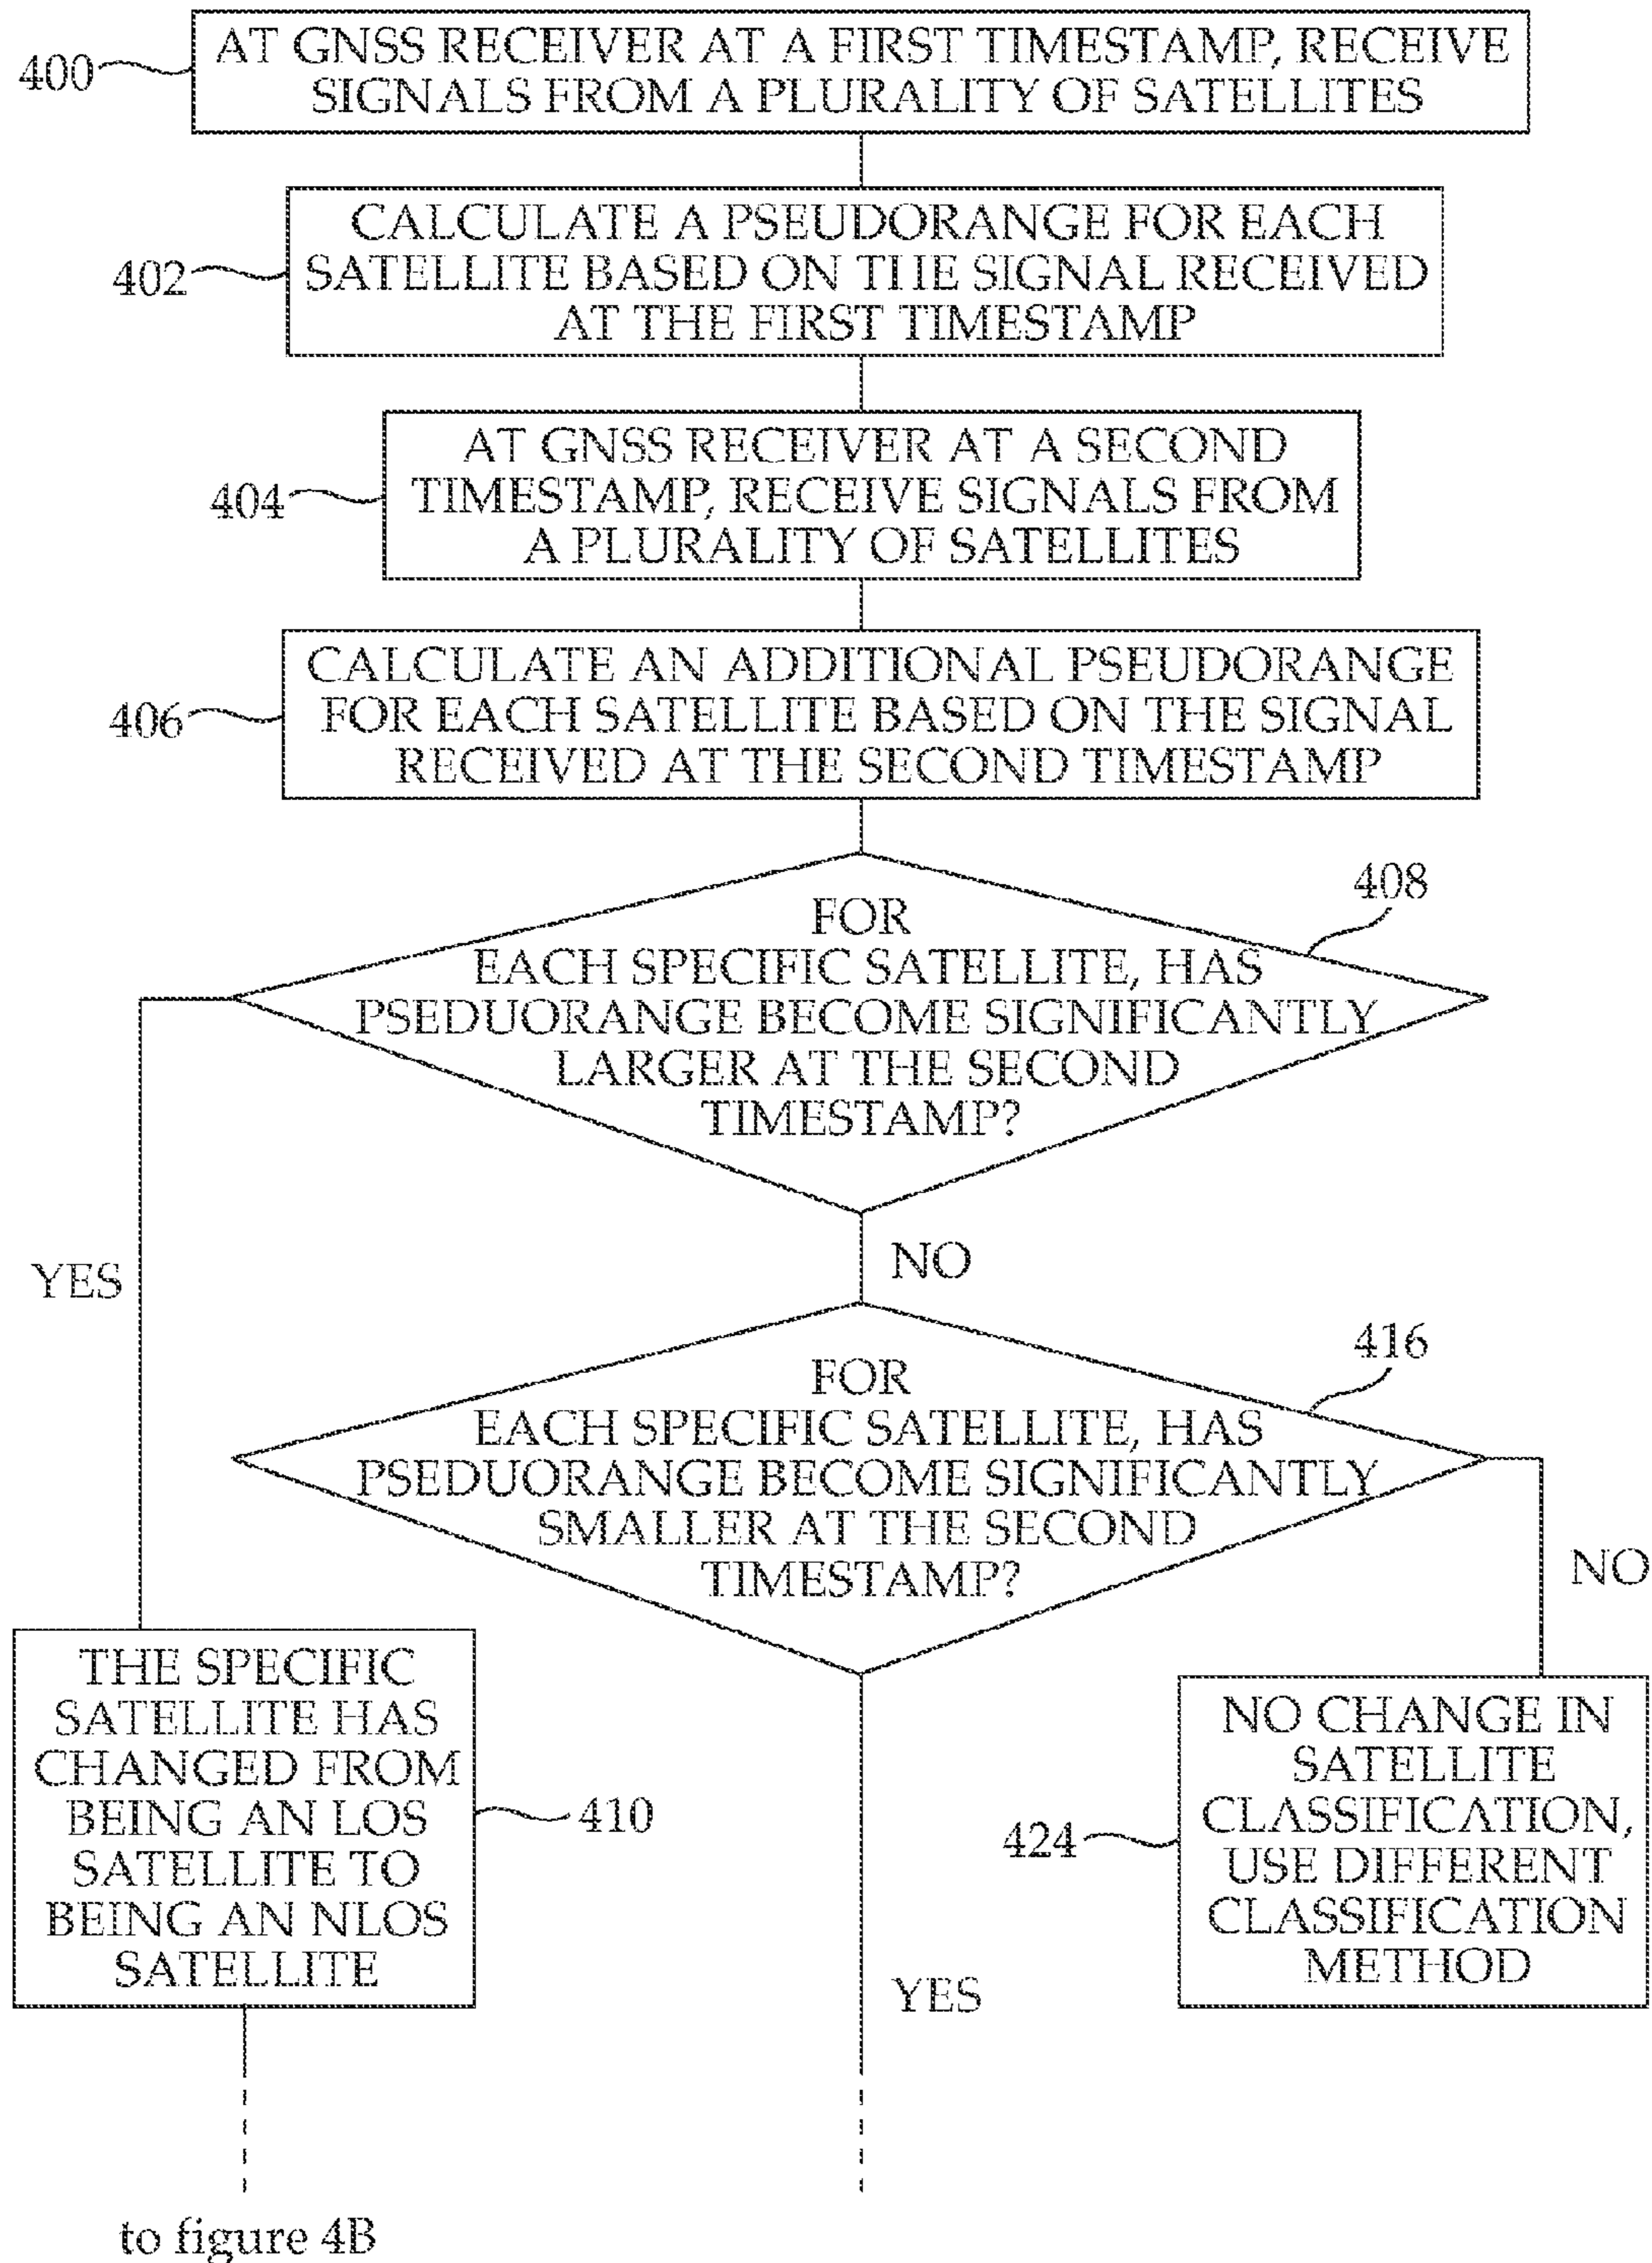 400
AT GNSS RECEIVER AT A FIRST TIMESTAMP, RECEIVE
SIGNALS FROM A PLURALITY OF SATELLITES
402
CALCULATE A PSEUDORANGE FOR EACH
SATELLITE BASED ON THE SIGNAL RECEIVED
AT THE FIRST TIMESTAMP
404
AT GNSS RECEIVER AT A SECOND
TIMESTAMP, RECEIVE SIGNALS FROM
A PLURALITY OF SATELLITES
406
CALCULATE AN ADDITIONAL PSEUDORANGE
FOR EACH SATELLITE BASED ON THE SIGNAL
RECEIVED AT THE SECOND TIMESTAMP
408
FOR
EACH SPECIFIC SATELLITE, HAS
PSEDUORANGE BECOME SIGNIFICANTLY
LARGER AT THE SECOND
TIMESTAMP?
YES
NO
416
FOR
EACH SPECIFIC SATELLITE, HAS
PSEDUORANGE BECOME SIGNIFICANTLY
SMALLER AT THE SECOND
TIMESTAMP?
NO
THE SPECIFIC
SATELLITE HAS
CHANGED FROM
BEING AN LOS
SATELLITE TO
BEING AN NLOS
SATELLITE
410
YES
424
NO CHANGE IN
SATELLITE
CLASSIFICATION,
USE DIFFERENT
CLASSIFICATION
METHOD
to figure 4B